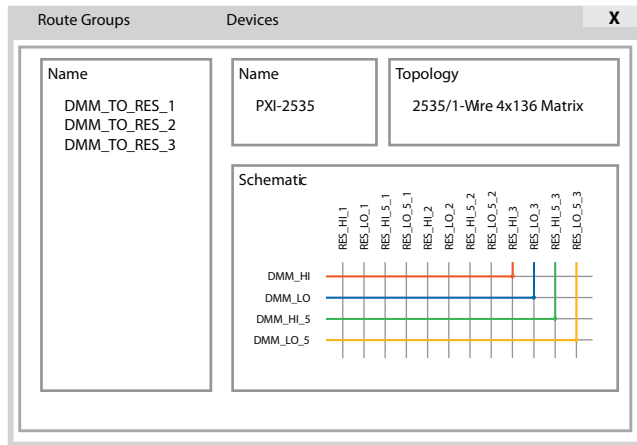 Route Groups
Devices
X
Name
DMM_TO_RES_1
DMM_TO_RES_2
DMM_TO_RES_3
Name
PXI-2535
Topology
2535/1-Wire 4x136 Matrix
Schematic
RES_HI_1
RES_LO_1
RES_HI_5_1
RES_LO_5_1
RES_HI_2
RES_LO_2
RES_HI_5_2
RES_LO_5_2
RES_HI_3
RES_LO_3
RES_HI_5_3
RES_LO_5_3
DMM_HI
DMM_LO
DMM_HI_5
DMM_LO_5